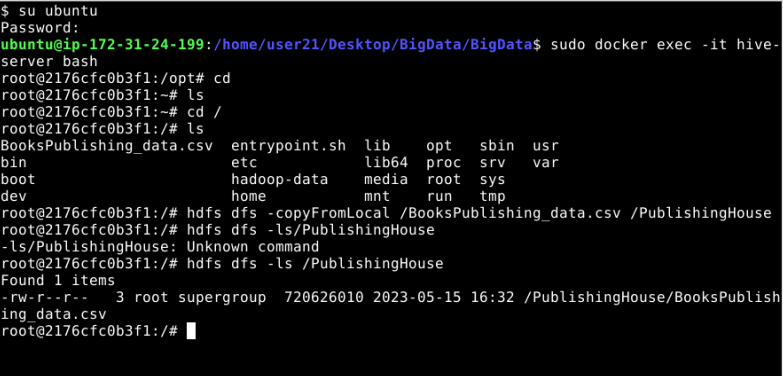 $ su ubuntu
Password:
ubuntu@ip-172-31-24-199:/home/user21/Desktop/BigData/BigData$ sudo docker exec -it hive-
server bash
root@2176cfc0b3f1:/opt# cd
root@2176cfc0b3f1:~# ls
root@2176cfc0b3f1:~# cd /
root@2176cfc0b3f1:/# ls
BooksPublishing_data.csv  entrypoint.sh  lib    opt   sbin  usr
bin                       etc            lib64  proc  srv   var
boot                      hadoop-data    media  root  sys
dev                       home           mnt    run   tmp
root@2176cfc0b3f1:/# hdfs dfs -copyFromLocal /BooksPublishing_data.csv /PublishingHouse
root@2176cfc0b3f1:/# hdfs dfs -ls/PublishingHouse
-ls/PublishingHouse: Unknown command
root@2176cfc0b3f1:/# hdfs dfs -ls /PublishingHouse
Found 1 items
-rw-r--r--   3 root supergroup  720626010 2023-05-15 16:32 /PublishingHouse/BooksPublish
ing_data.csv
root@2176cfc0b3f1:/#